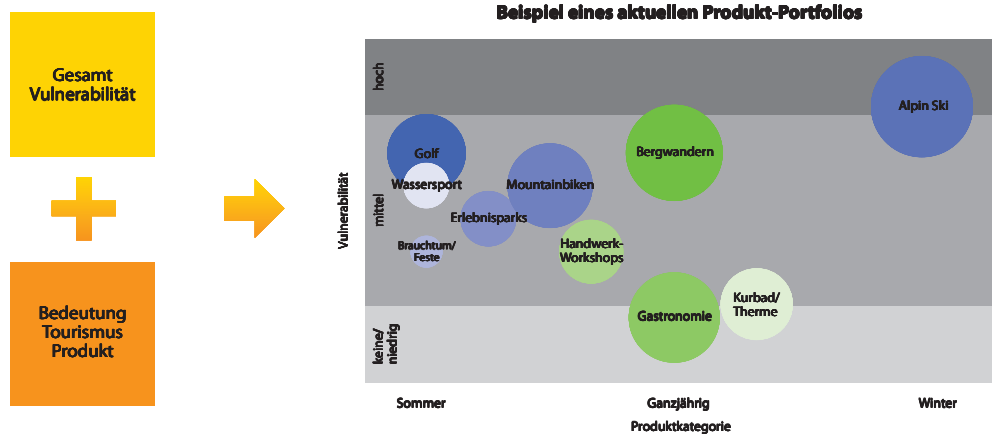 Beispiel eines aktuellen Produkt-Portfolios
Gesamt
Vulnerabilität
Bedeutung
Tourismus
Produkt
Vulnerabilität
hoch
mittel
keine/
niedrig
Alpin Ski
Golf
Bergwandern
Wassersport
Mountainbiken
Erlebnisparks
Brauchtum/
Feste
Handwerk-
Workshops
Kurbad/
Therme
Gastronomie
Sommer
Ganzjährig
Winter
Produktkategorie